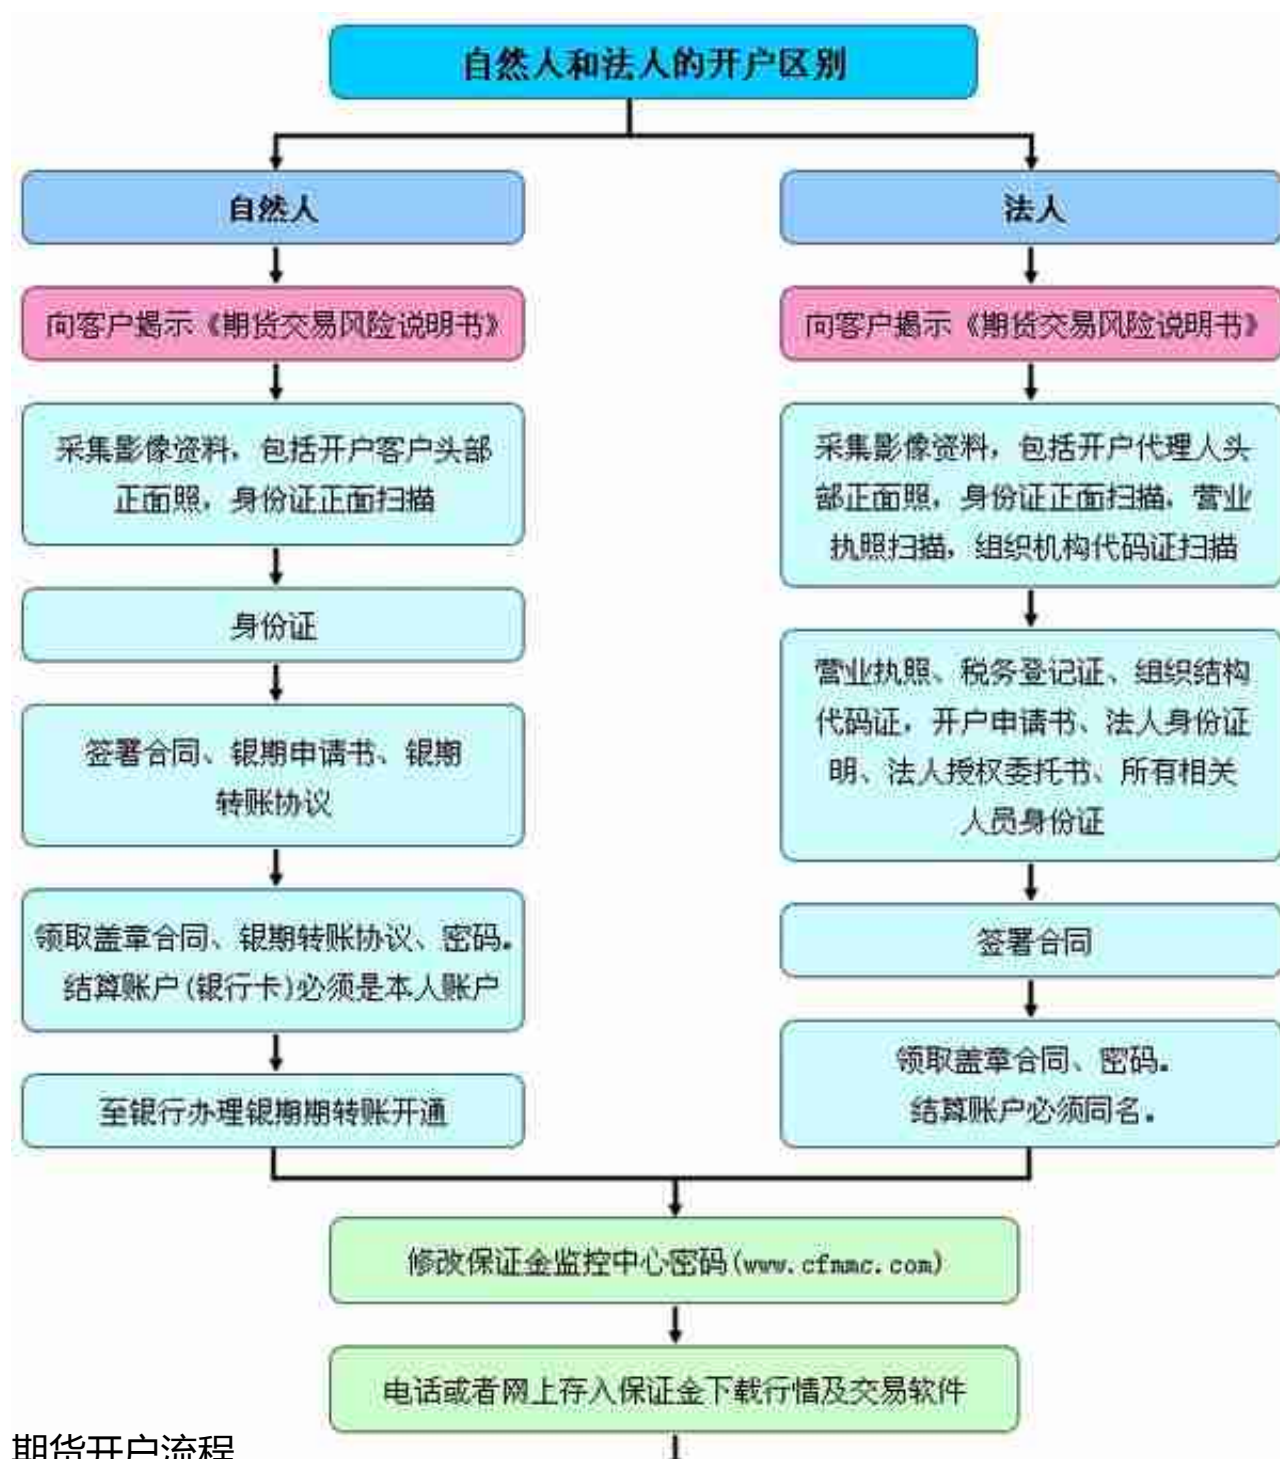 自然人和法人的开户区别
自然人
向客户揭示《期货交易风险说明书》
采集影像资料，包括开户客户头部
正面照，身份证正面扫描
身份证
签署合同、银期申请书、银期
转账协议
领取盖章合同、银期转账协议、密码。
结算账户(银行卡)必须是本人账户
至银行办理银期期转账开通
法人
向客户揭示《期货交易风险说明书》
采集影像资料，包括开户代理人头
部正面照，身份证正面扫描，营业
执照扫描，组织机构代码证扫描
营业执照、税务登记证、组织结构
代码证，开户申请书、法人身份证
明、法人授权委托书、所有相关
人员身份证
签署合同
领取盖章合同、密码。
结算账户必须同名。
修改保证金监控中心密码(www.cfmmc.com)
电话或者网上存入保证金下载行情及交易软件
期货开户流程